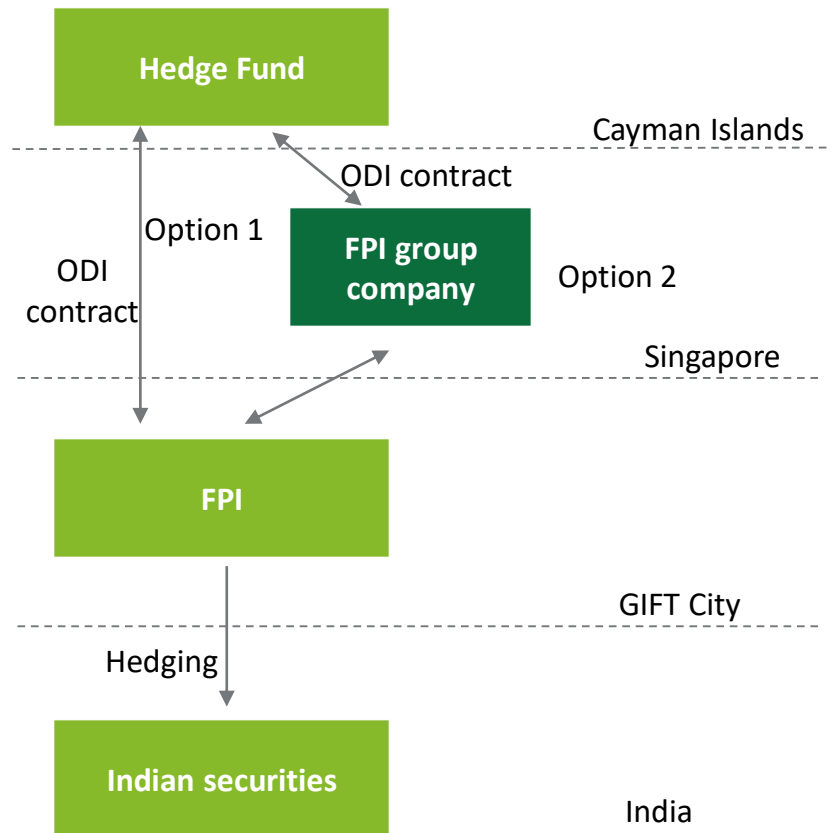 Hedge Fund
Cayman Islands
ODI contract
Option 1
FPI group
company
Option 2
ODI
contract
Singapore
FPI
GIFT City
Hedging
Indian securities
India